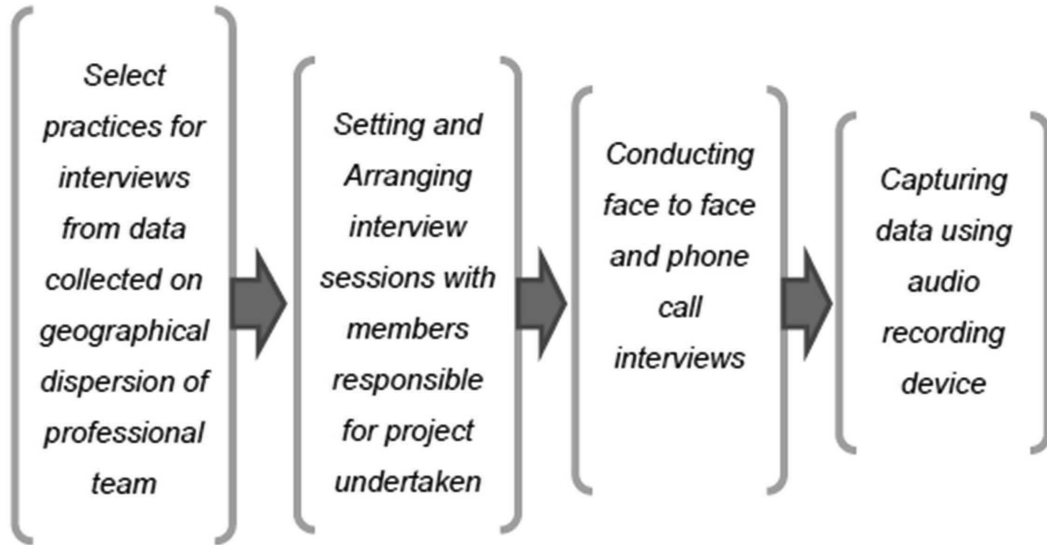 Select
practices for
interviews
from data
collected on
geographical
dispersion of
professional
team
Setting and
Arranging
interview
sessions with
members
responsible
for project
undertaken
Conducting
face to face
and phone
call
interviews
Capturing
data using
audio
recording
device